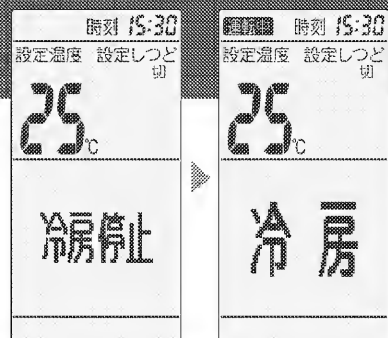 時刻 15:30
設定温度 設定しつど
切
25℃
冷房停止
運転中 時刻 15:30
設定温度 設定しつど
切
25℃
冷房